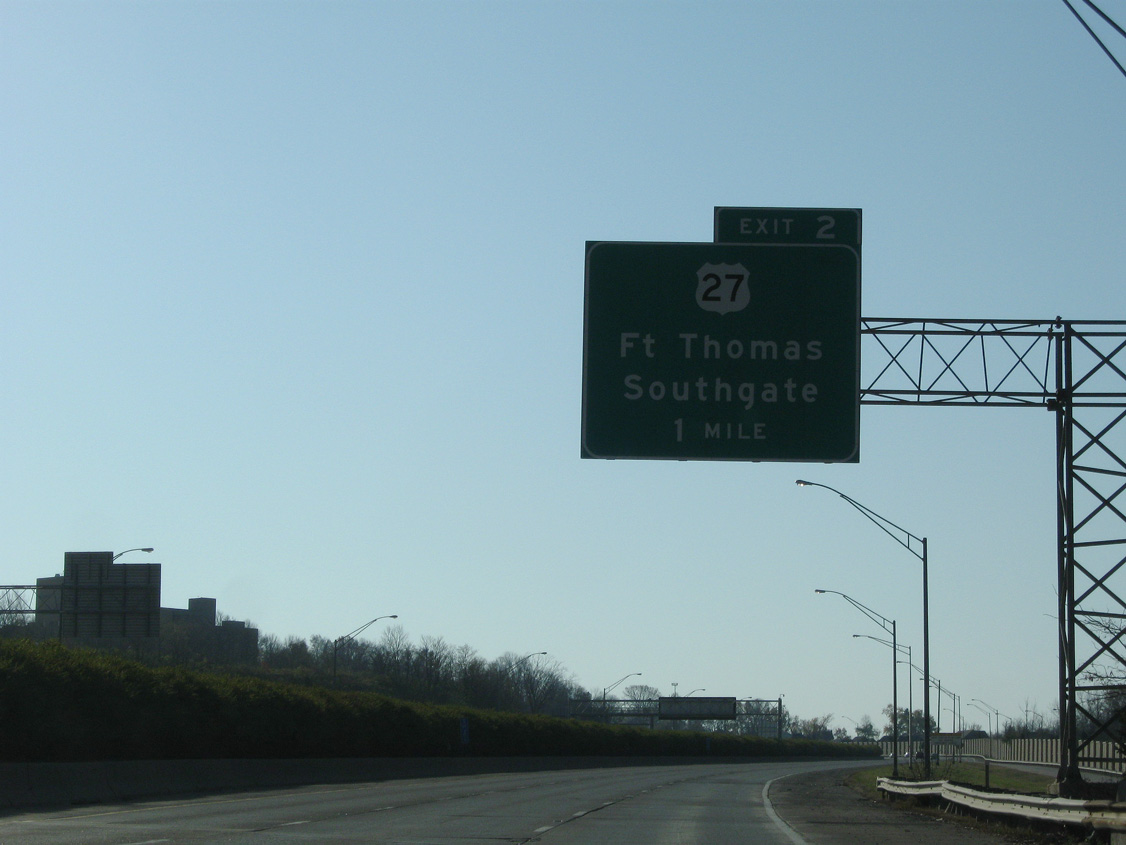 EXIT 2
27
Ft Thomas
Southgate
1 MILE